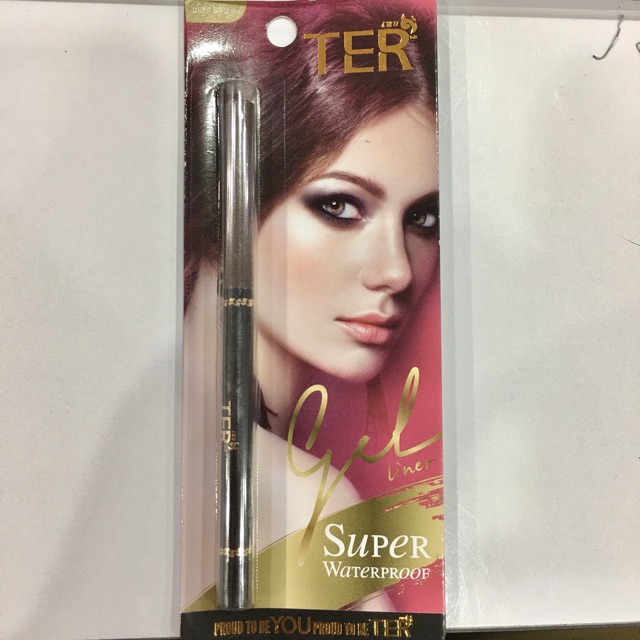 TER
Gel
liner
SUPER
WATERPROOF
TER
PROUD TO BE YOU PROUD TO BE TER